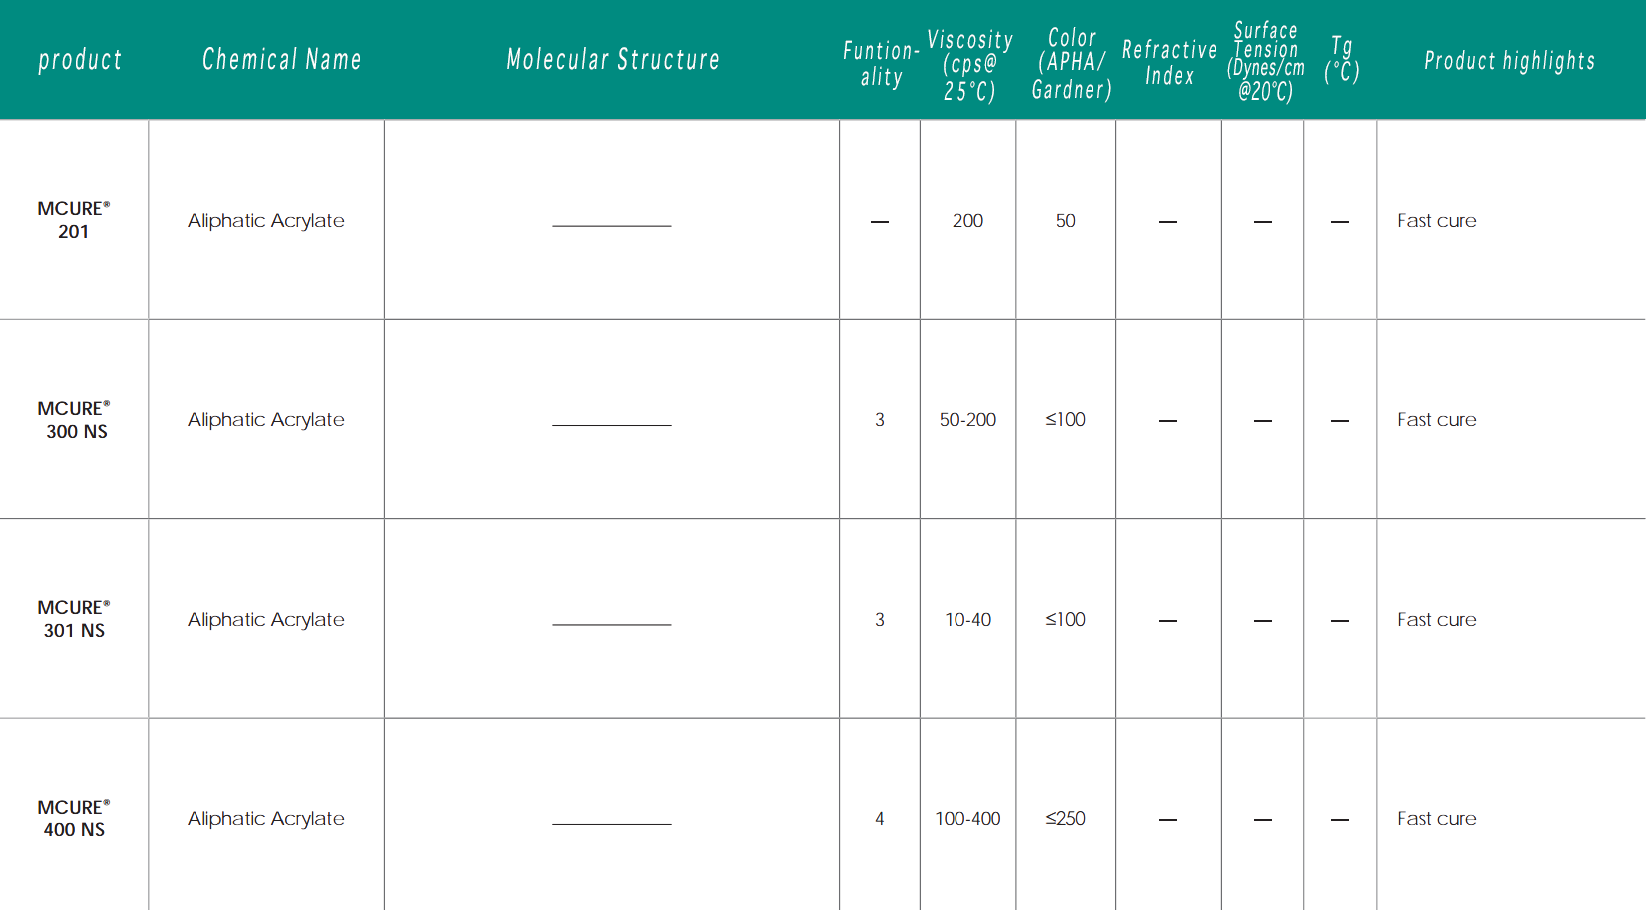 product
Chemical Name
Molecular Structure
Funtion-
ality
Viscosity
(cps@
25°C)
Color
(APHA/
Gardner)
Refractive
Index
Surface
Tension
(Dynes/cm
@20°C)
Tg
(°C)
Product highlights
MCURE®
201
Aliphatic Acrylate
—
200
50
—
—
—
Fast cure
MCURE®
300 NS
Aliphatic Acrylate
3
50-200
≤100
—
—
—
Fast cure
MCURE®
301 NS
Aliphatic Acrylate
3
10-40
≤100
—
—
—
Fast cure
MCURE®
400 NS
Aliphatic Acrylate
4
100-400
≤250
—
—
—
Fast cure